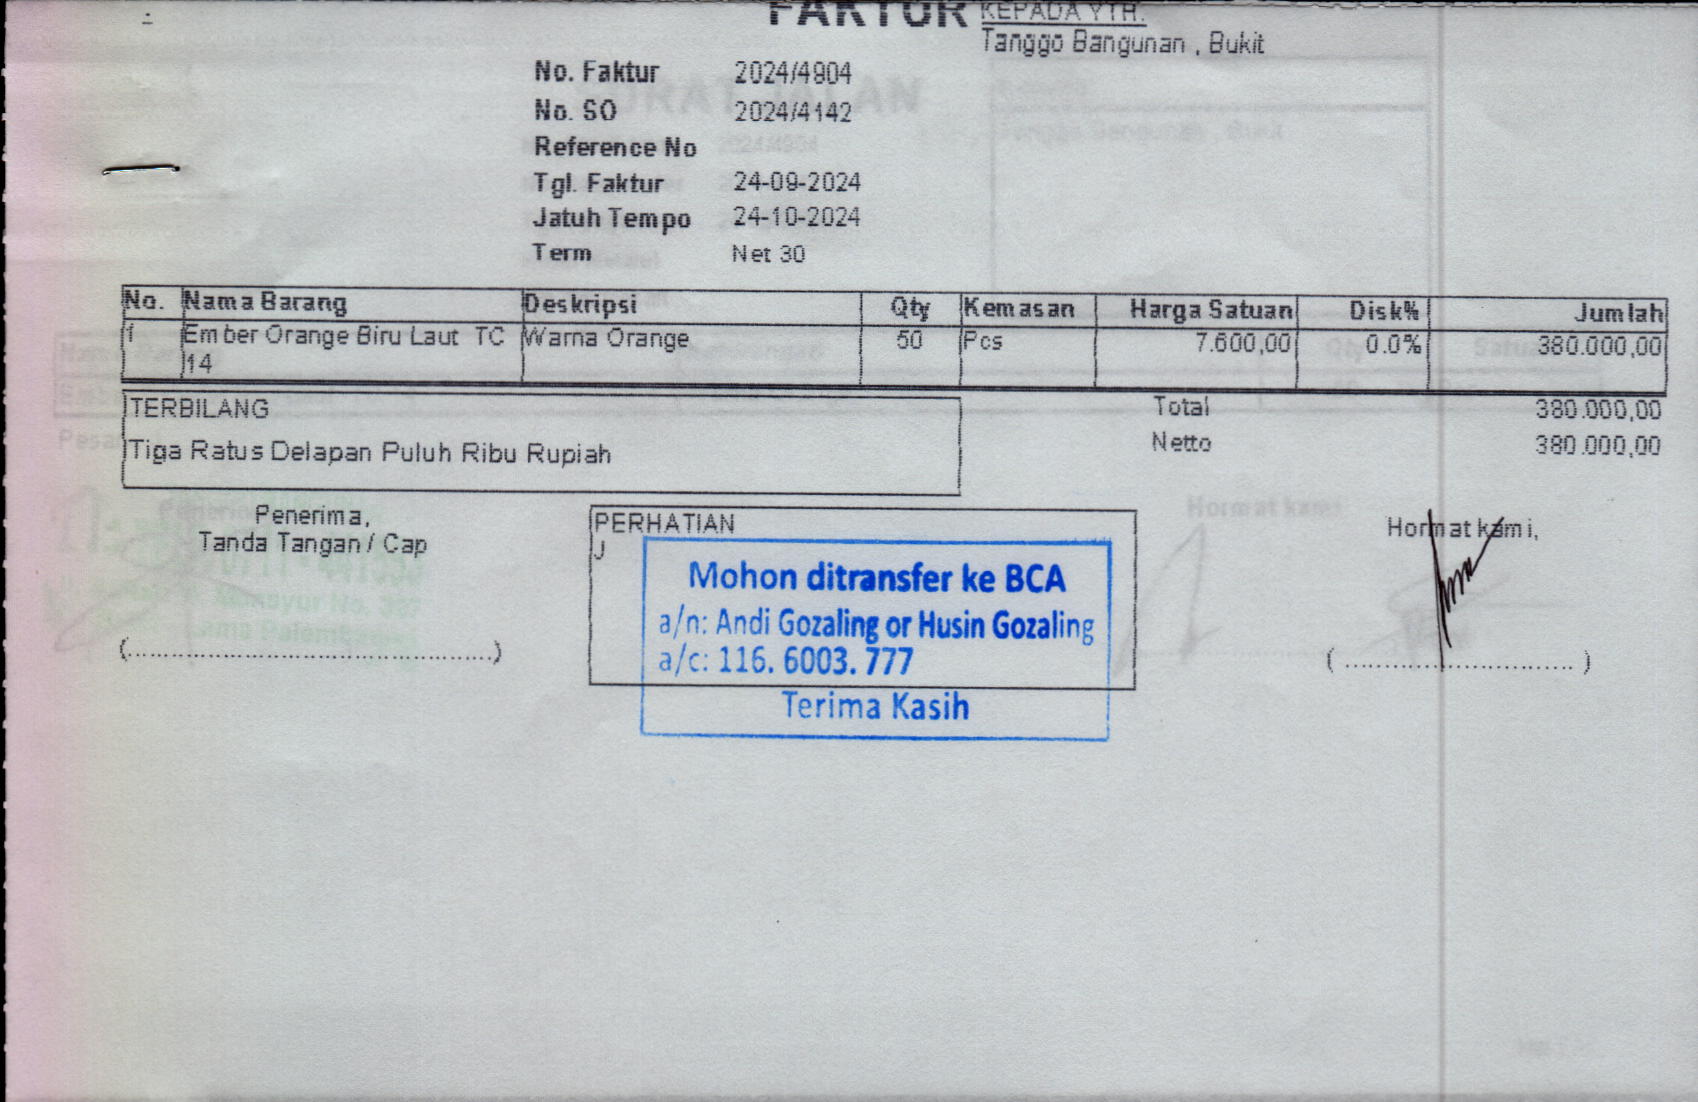 FAKTUR
KEPADA YTH.
Tanggo Bangunan , Bukit
No. Faktur 2024/4904
No. SO 2024/4142
Reference No
Tgl. Faktur 24-09-2024
Jatuh Tempo 24-10-2024
Term Net 30
No. Nama Barang Deskripsi Qty Kemasan Harga Satuan Disk% Jumlah
1 Ember Orange Biru Laut TC Warna Orange 50 Pcs 7.600,00 0.0% 380.000,00
14
TERBILANG
Tiga Ratus Delapan Puluh Ribu Rupiah
Total 380.000,00
Netto 380.000,00
Penerima,
Tanda Tangan / Cap
(............................................)
PERHATIAN
J
Mohon ditransfer ke BCA
a/n: Andi Gozaling or Husin Gozaling
a/c: 116. 6003. 777
Terima Kasih
Hormat kami,
( ............................ )